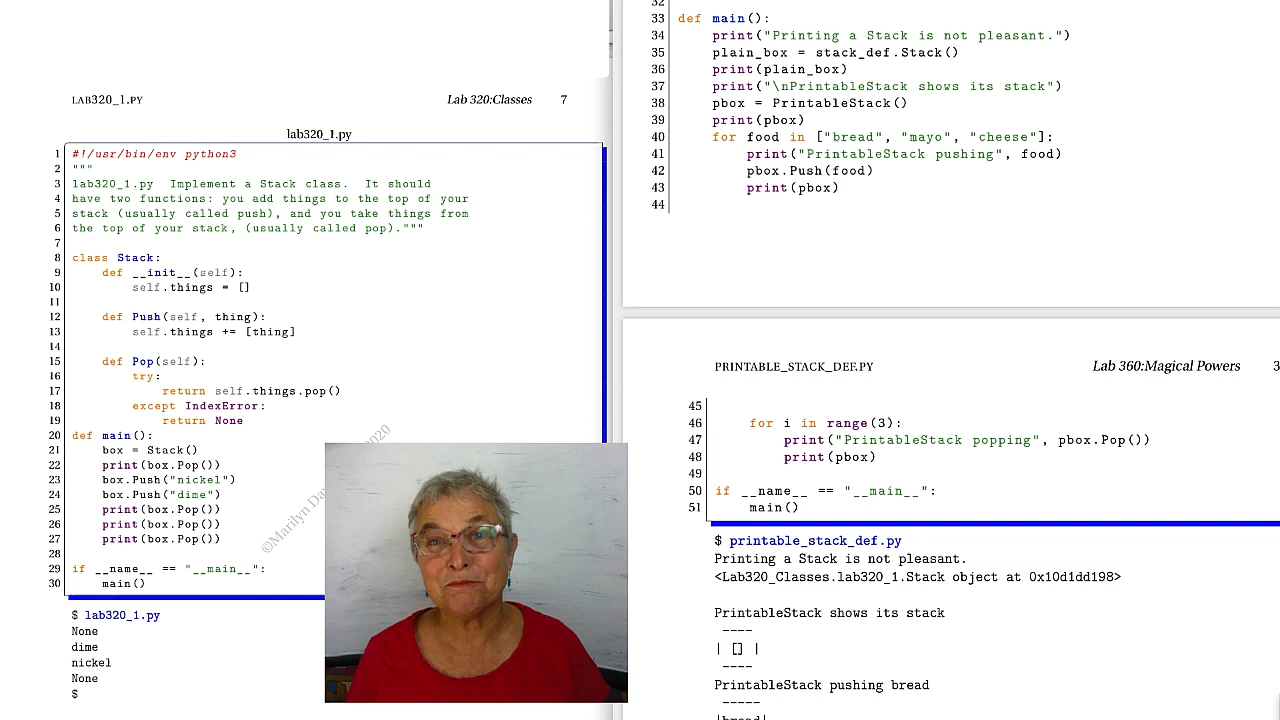 LAB320_1.PY Lab 320:Classes 7
lab320_1.py
1 #!/usr/bin/env python3
2 """
3 lab320_1.py Implement a Stack class. It should
4 have two functions: you add things to the top of your
5 stack (usually called push), and you take things from
6 the top of your stack, (usually called pop)."""
7
8 class Stack:
9 def __init__(self):
10 self.things = []
11
12 def Push(self, thing):
13 self.things += [thing]
14
15 def Pop(self):
16 try:
17 return self.things.pop()
18 except IndexError:
19 return None
20 def main():
21 box = Stack()
22 print(box.Pop())
23 box.Push("nickel")
24 box.Push("dime")
25 print(box.Pop())
26 print(box.Pop())
27 print(box.Pop())
28
29 if __name__ == "__main__":
30 main()
$ lab320_1.py
None
dime
nickel
None
$
©Marilyn
2020
32
33 def main():
34 print("Printing a Stack is not pleasant.")
35 plain_box = stack_def.Stack()
36 print(plain_box)
37 print("\nPrintableStack shows its stack")
38 pbox = PrintableStack()
39 print(pbox)
40 for food in ["bread", "mayo", "cheese"]:
41 print("PrintableStack pushing", food)
42 pbox.Push(food)
43 print(pbox)
44
PRINTABLE_STACK_DEF.PY Lab 360:Magical Powers 3
45
46 for i in range(3):
47 print("PrintableStack popping", pbox.Pop())
48 print(pbox)
49
50 if __name__ == "__main__":
51 main()
$ printable_stack_def.py
Printing a Stack is not pleasant.
<Lab320_Classes.lab320_1.Stack object at 0x10d1dd198>
PrintableStack shows its stack
----
| [] |
----
PrintableStack pushing bread
-----
|bread|